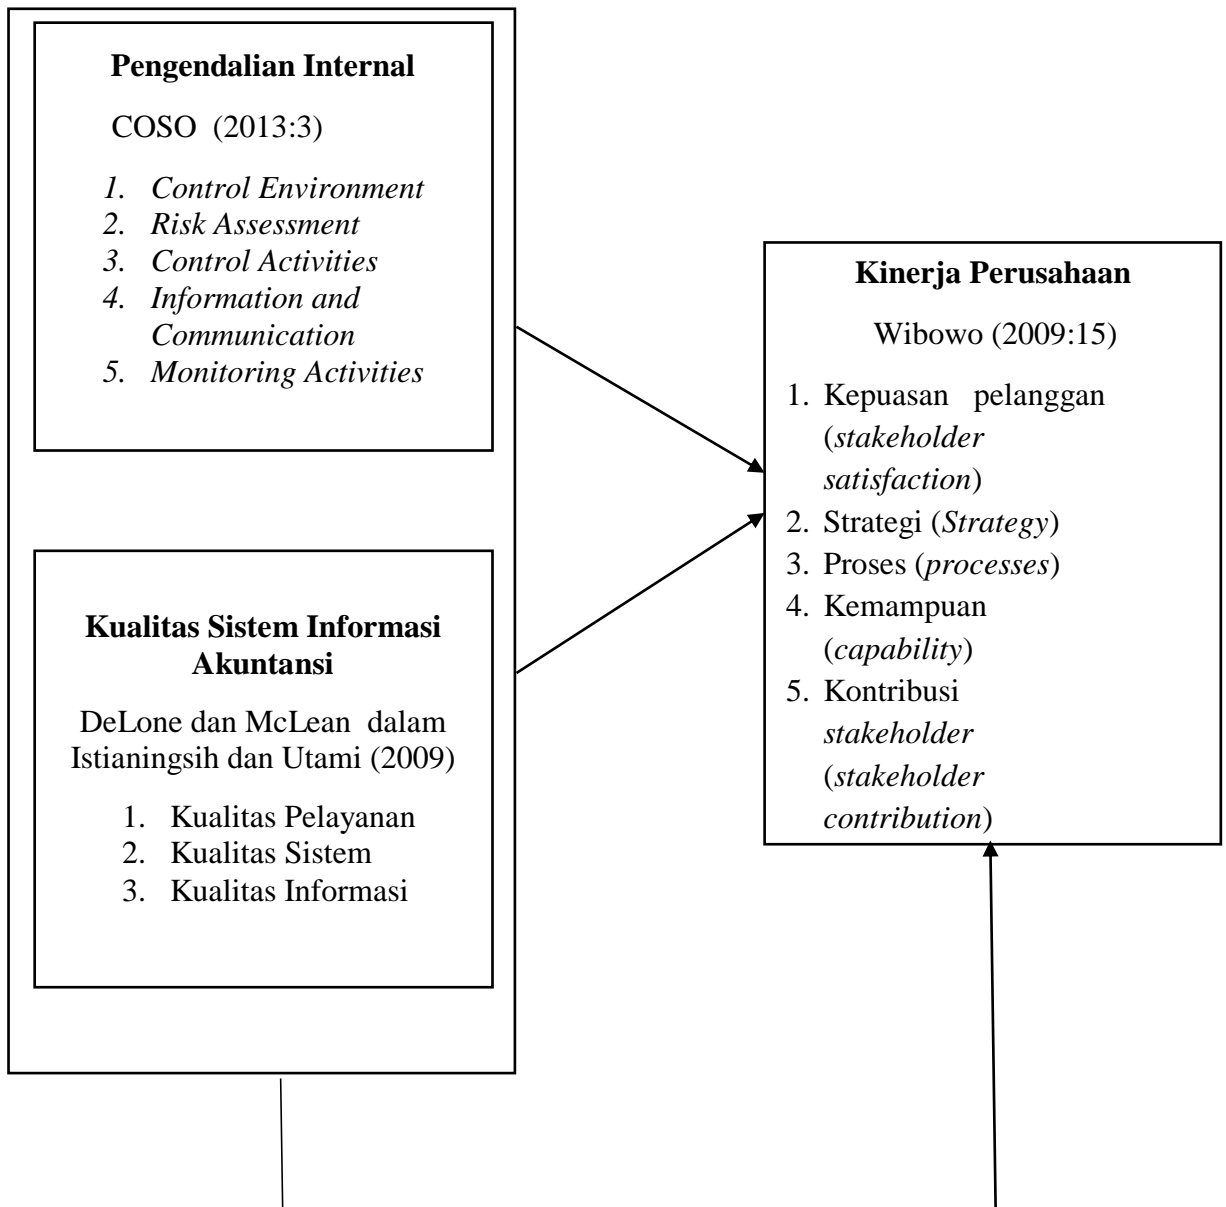 Pengendalian Internal
COSO (2013:3)
1. Control Environment
2. Risk Assessment
3. Control Activities
4. Information and
Communication
5. Monitoring Activities
Kualitas Sistem Informasi
Akuntansi
DeLone dan McLean dalam
Istianingsih dan Utami (2009)
1. Kualitas Pelayanan
2. Kualitas Sistem
3. Kualitas Informasi
Kinerja Perusahaan
Wibowo (2009:15)
1. Kepuasan pelanggan
(stakeholder
satisfaction)
2. Strategi (Strategy)
3. Proses (processes)
4. Kemampuan
(capability)
5. Kontribusi
stakeholder
(stakeholder
contribution)